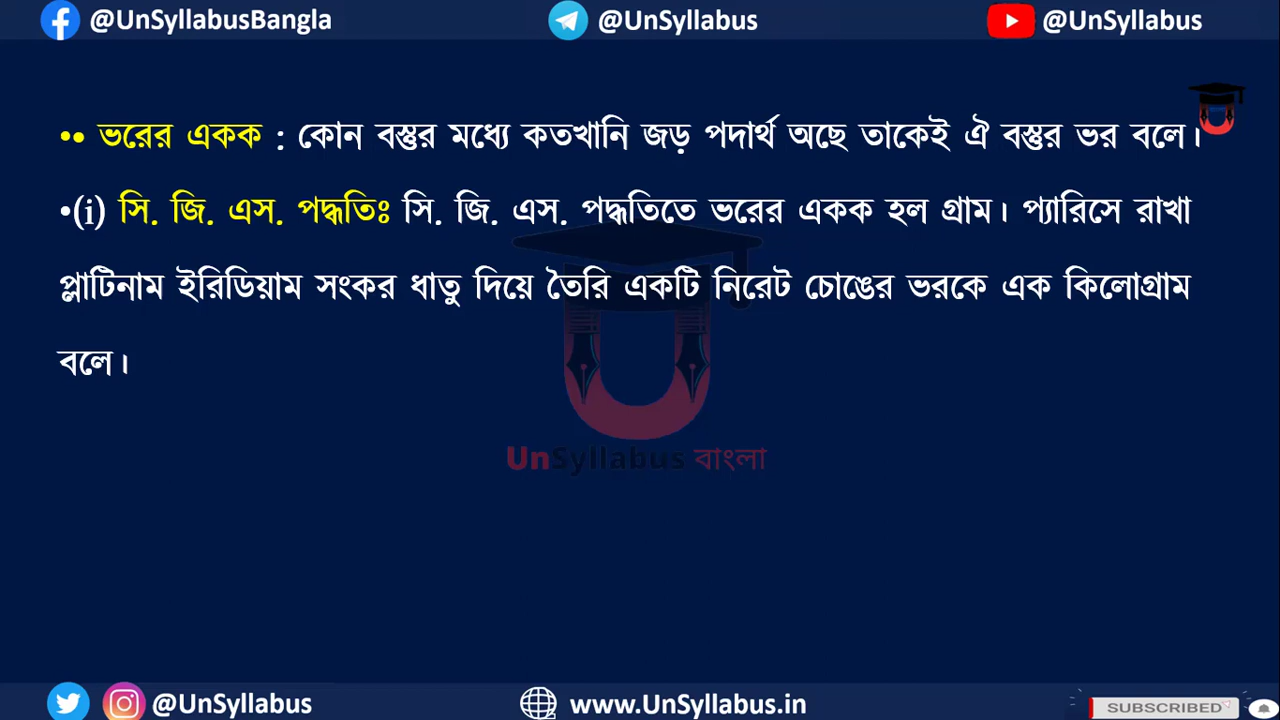 @UnSyllabusBangla @UnSyllabus @UnSyllabus
•• ভরের একক : কোন বস্তুর মধ্যে কতখানি জড় পদার্থ অছে তাকেই ঐ বস্তুর ভর বলে।
•(i) সি. জি. এস. পদ্ধতিঃ সি. জি. এস. পদ্ধতিতে ভরের একক হল গ্রাম। প্যারিসে রাখা
প্লাটিনাম ইরিডিয়াম সংকর ধাতু দিয়ে তৈরি একটি নিরেট চোঙের ভরকে এক কিলোগ্রাম
বলে।
UnSyllabus বাংলা
@UnSyllabus www.UnSyllabus.in SUBSCRIBED